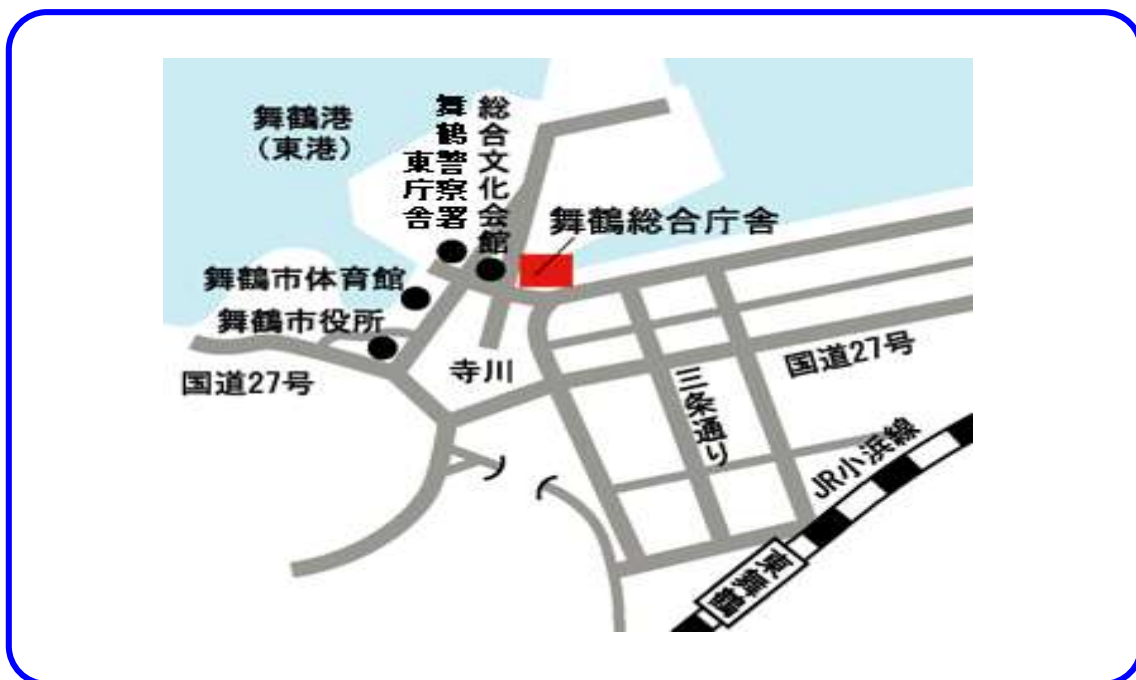 舞鶴港
（東港）
舞鶴警察署
東庁舎
総合文化会館
舞鶴総合庁舎
舞鶴市体育館
舞鶴市役所
国道27号
寺川
三条通り
国道27号
JR小浜線
東舞鶴